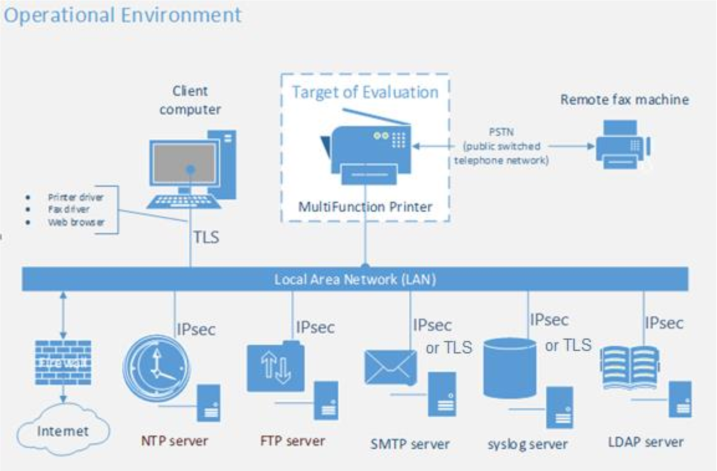 Operational Environment
Client
computer
Target of Evaluation
Remote fax machine
PSTN
(public switched
telephone network)
Printer driver
Fax driver
Web browser
MultiFunction Printer
TLS
Local Area Network (LAN)
IPsec
IPsec
IPsec
or TLS
IPsec
or TLS
IPsec
Firewall
Internet
NTP server
FTP server
SMTP server
syslog server
LDAP server